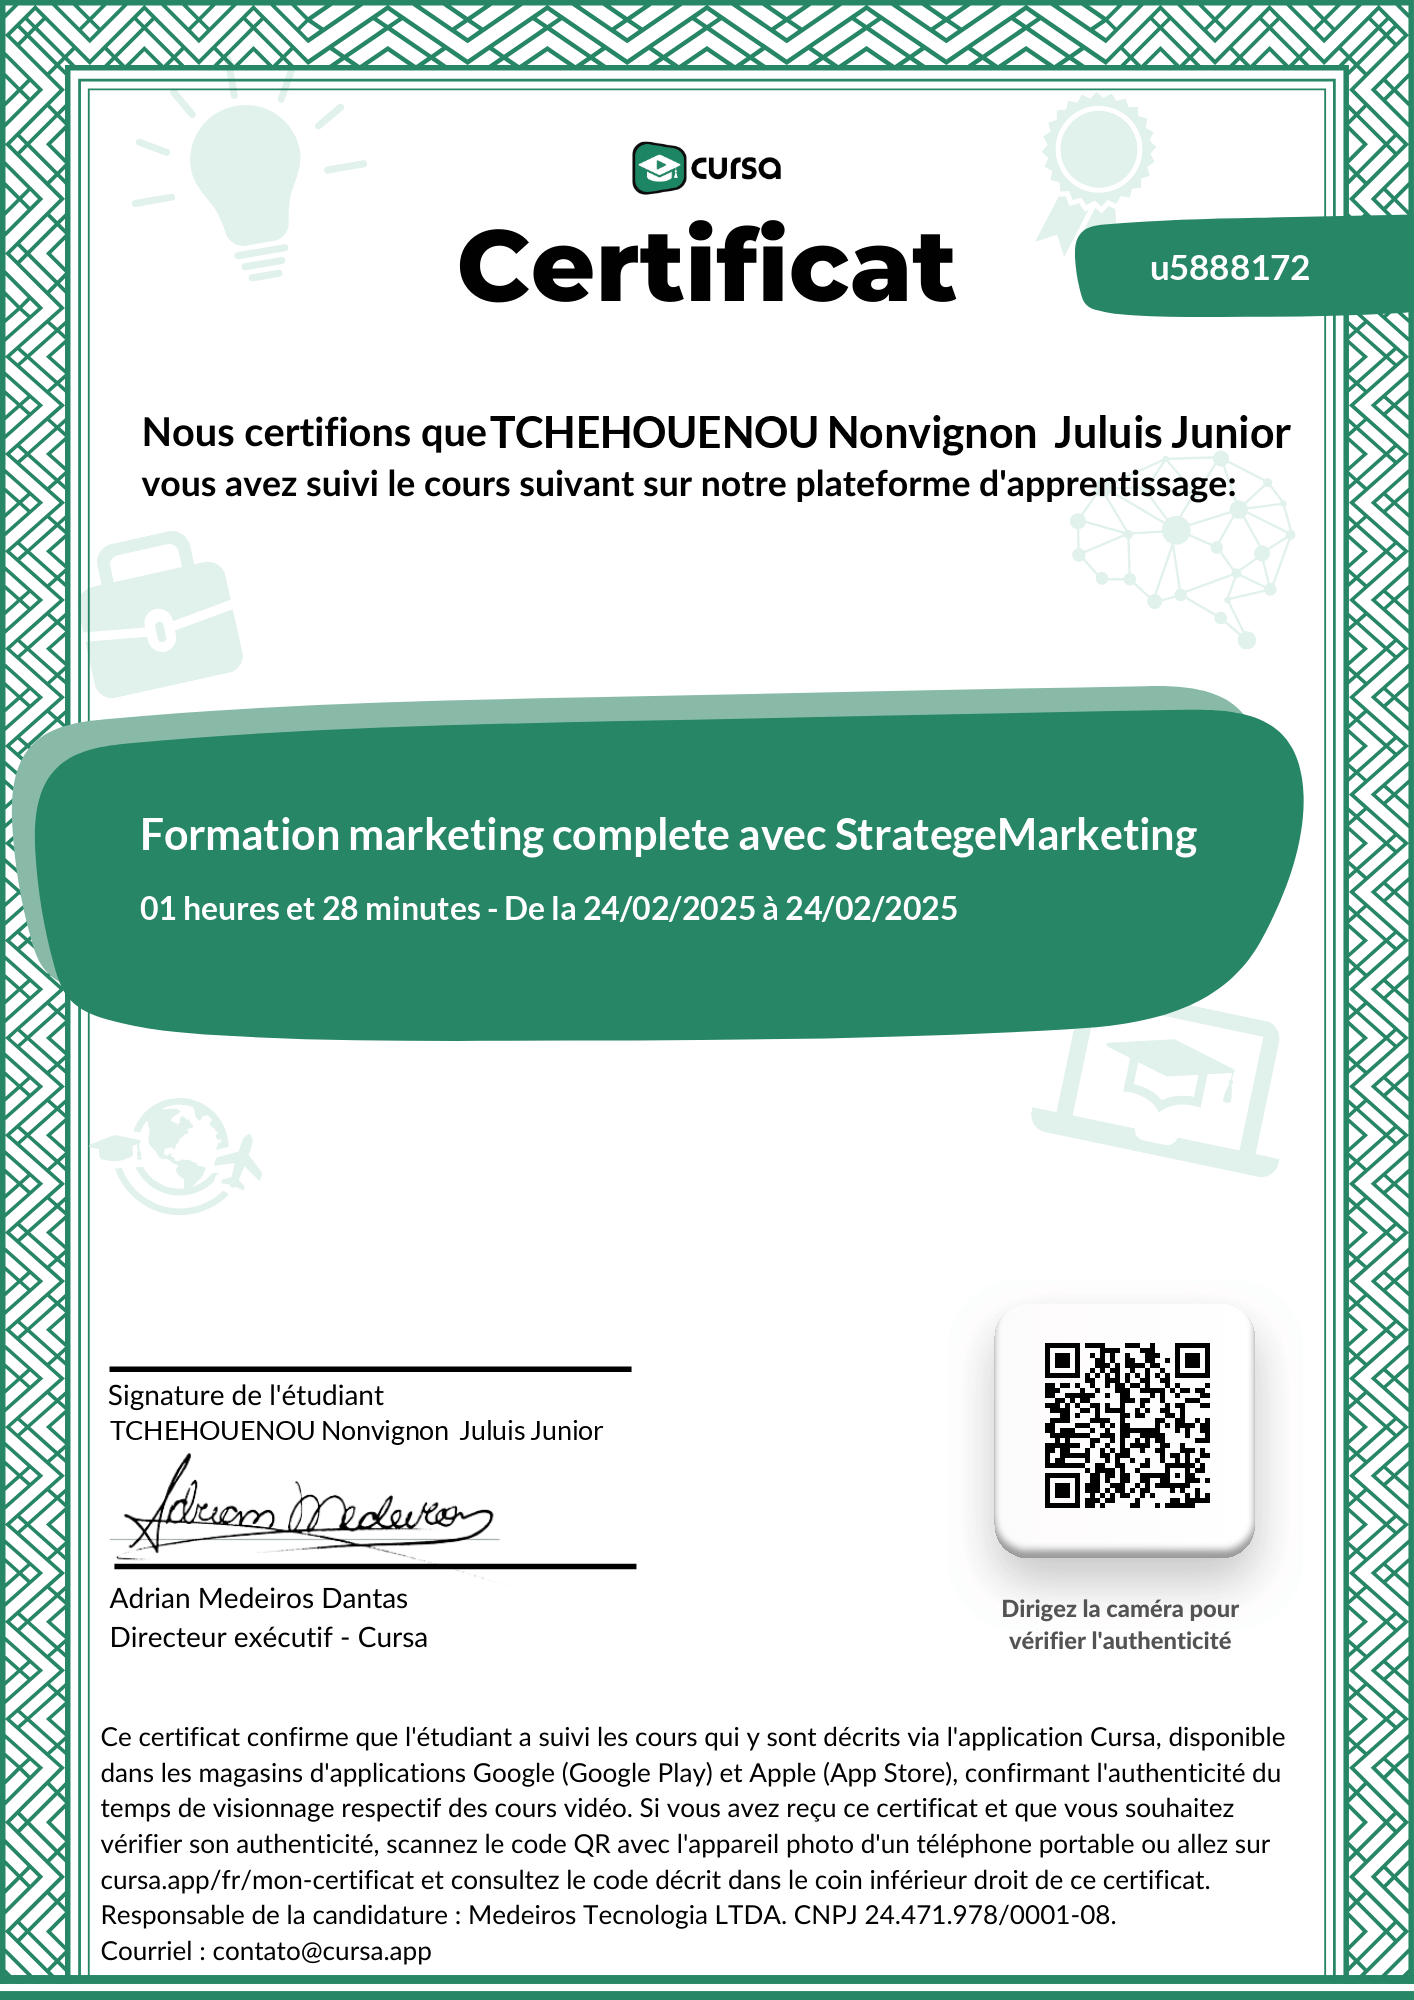 cursa
Certificat
u5888172
Nous certifions que TCHEHOUENOU Nonvignon Juluis Junior
vous avez suivi le cours suivant sur notre plateforme d'apprentissage:
Formation marketing complete avec StrategeMarketing
01 heures et 28 minutes - De la 24/02/2025 à 24/02/2025
Signature de l'étudiant
TCHEHOUENOU Nonvignon Juluis Junior
Adrian Medeiros
Adrian Medeiros Dantas
Directeur exécutif - Cursa
Dirigez la caméra pour
vérifier l'authenticité
Ce certificat confirme que l'étudiant a suivi les cours qui y sont décrits via l'application Cursa, disponible
dans les magasins d'applications Google (Google Play) et Apple (App Store), confirmant l'authenticité du
temps de visionnage respectif des cours vidéo. Si vous avez reçu ce certificat et que vous souhaitez
vérifier son authenticité, scannez le code QR avec l'appareil photo d'un téléphone portable ou allez sur
cursa.app/fr/mon-certificat et consultez le code décrit dans le coin inférieur droit de ce certificat.
Responsable de la candidature : Medeiros Tecnologia LTDA. CNPJ 24.471.978/0001-08.
Courriel : contato@cursa.app